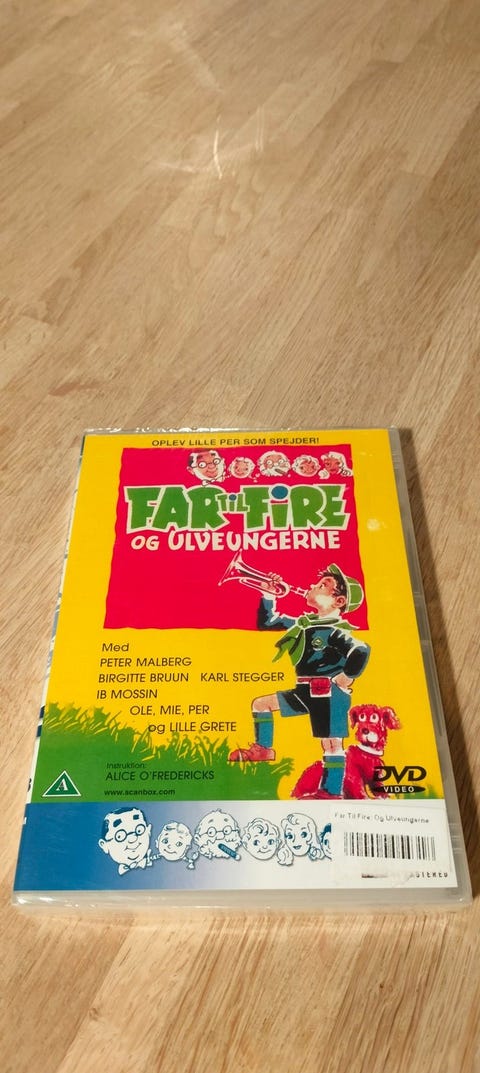 OPLEV LILLE PER SOM SPEJDER!
FAR TIL FIRE
OG ULVEUNGERNE
Med
PETER MALBERG
BIRGITTE BRUUN KARL STEGGER
IB MOSSIN
OLE, MIE, PER
og LILLE GRETE
Instruktion:
ALICE O'FREDERICKS
www.scanbox.com
A
DVD
VIDEO
Far Til Fire: Og Ulveungerne